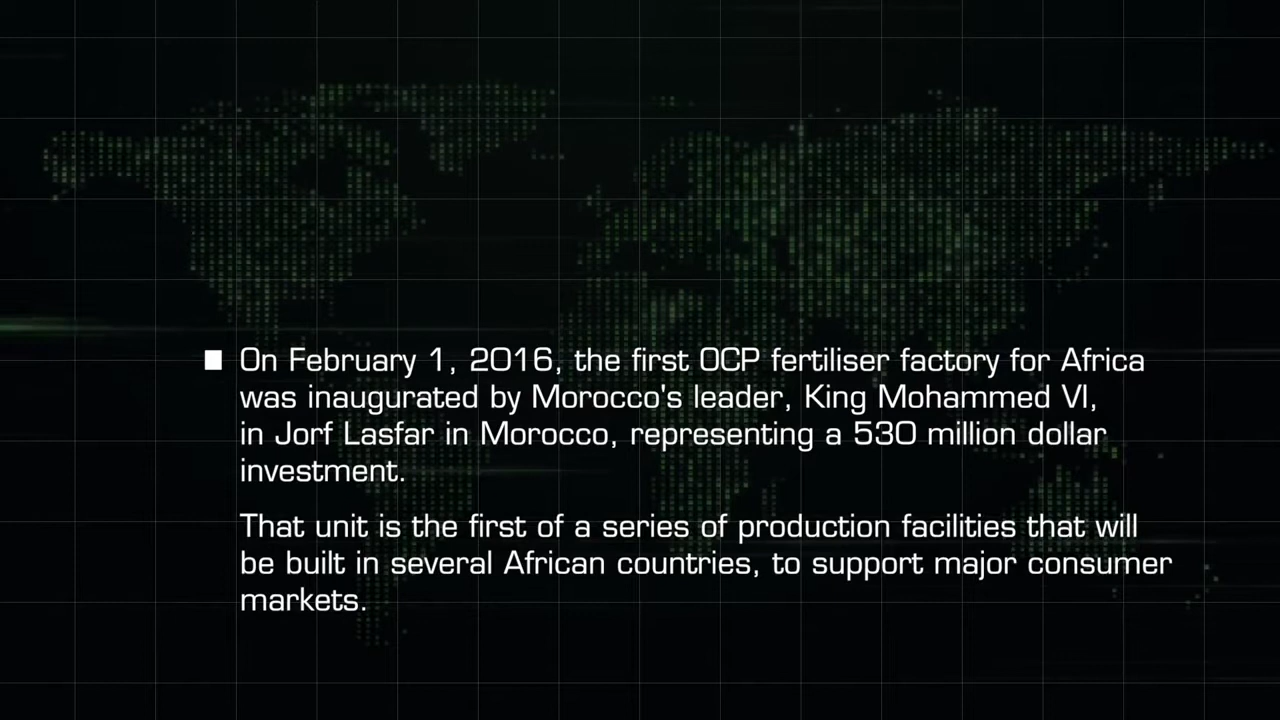 On February 1, 2016, the first OCP fertiliser factory for Africa
was inaugurated by Morocco's leader, King Mohammed VI,
in Jorf Lasfar in Morocco, representing a 530 million dollar
investment.
That unit is the first of a series of production facilities that will
be built in several African countries, to support major consumer
markets.